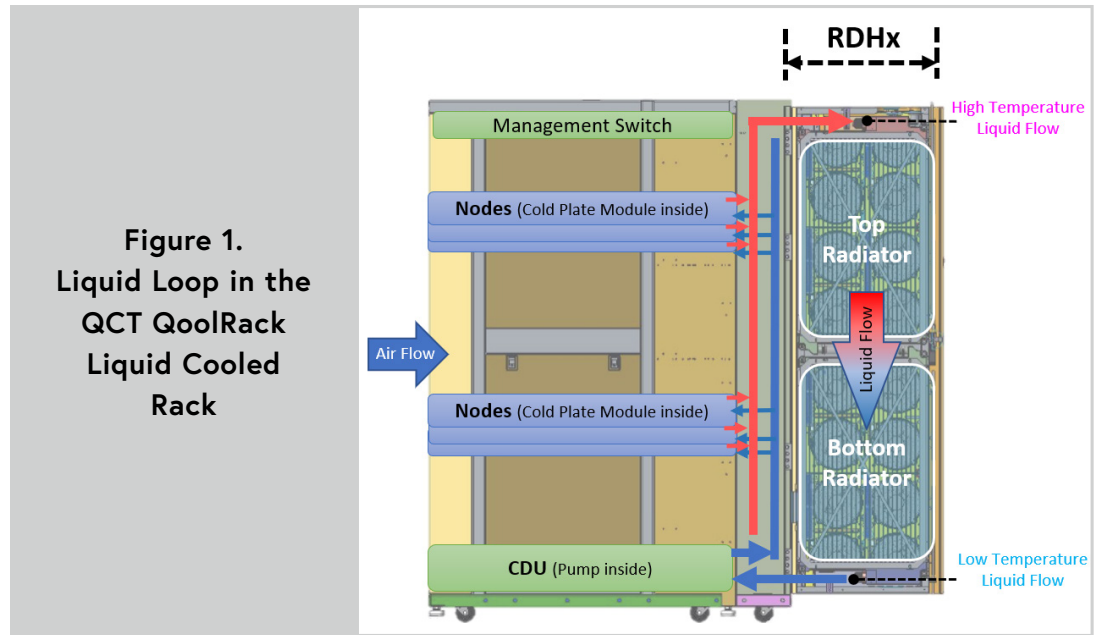 Figure 1.
Liquid Loop in the
QCT QoolRack
Liquid Cooled
Rack
RDHx
High Temperature
Liquid Flow
Management Switch
Nodes (Cold Plate Module inside)
Top
Radiator
Air Flow
Liquid Flow
Nodes (Cold Plate Module inside)
Bottom
Radiator
CDU (Pump inside)
Low Temperature
Liquid Flow